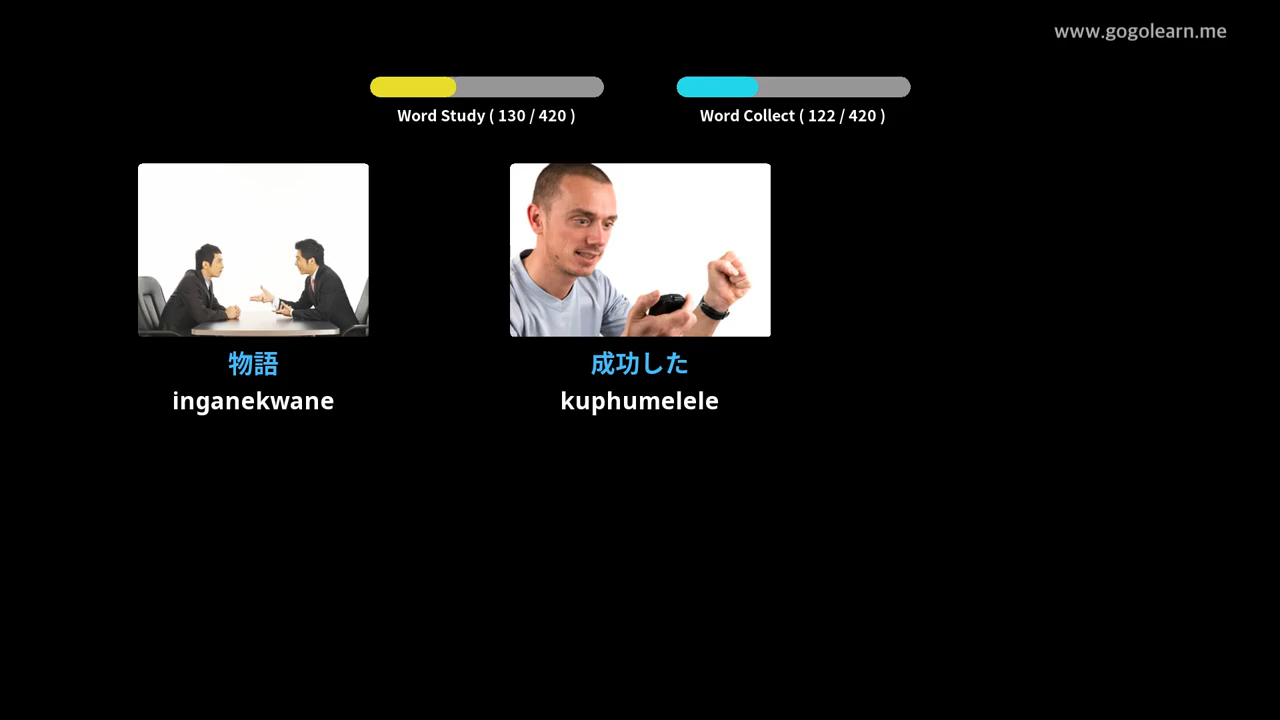 www.gogolearn.me
Word Study ( 130 / 420 )
Word Collect ( 122 / 420 )
物語
inganekwane
成功した
kuphumelele